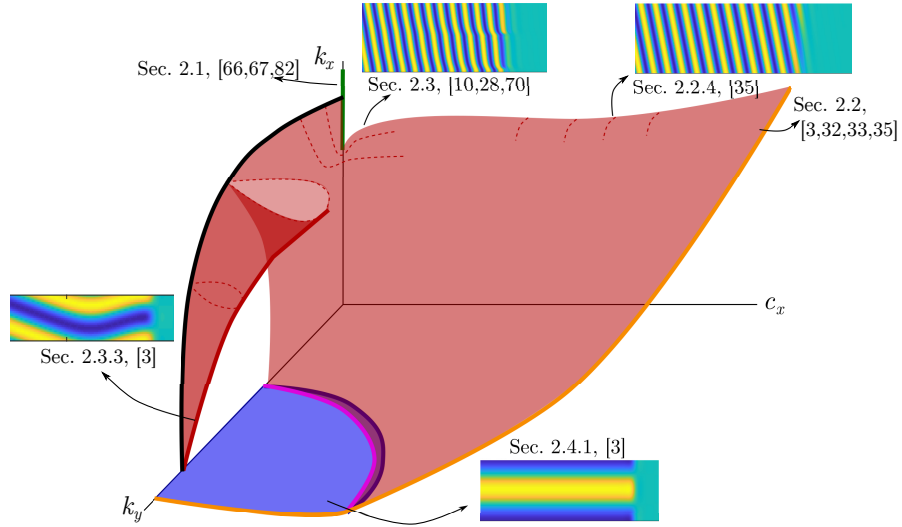 Sec. 2.1, [66,67,82]
k_x
Sec. 2.3, [10,28,70]
Sec. 2.2.4, [35]
Sec. 2.2,
[3,32,33,35]
c_x
Sec. 2.3.3, [3]
Sec. 2.4.1, [3]
k_y